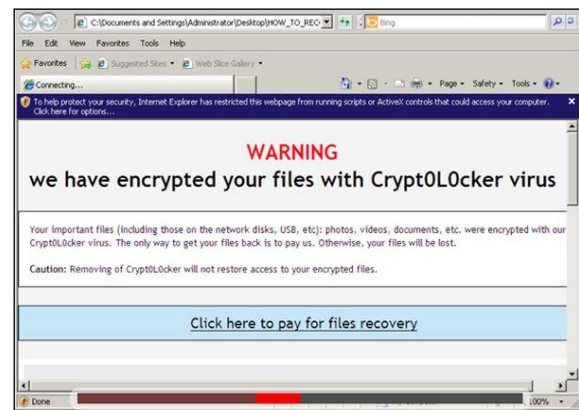 C:\Documents and Settings\Administrator\Desktop\HOW_TO_REC
Bing
File Edit View Favorites Tools Help
Favorites Suggested Sites Web Slice Gallery
Connecting... Page Safety Tools
To help protect your security, Internet Explorer has restricted this webpage from running scripts or ActiveX controls that could access your computer.
Click here for options...
WARNING
we have encrypted your files with Crypt0L0cker virus
Your important files (including those on the network disks, USB, etc): photos, videos, documents, etc. were encrypted with our
Crypt0L0cker virus. The only way to get your files back is to pay us. Otherwise, your files will be lost.
Caution: Removing of Crypt0L0cker will not restore access to your encrypted files.
Click here to pay for files recovery
Done 100%